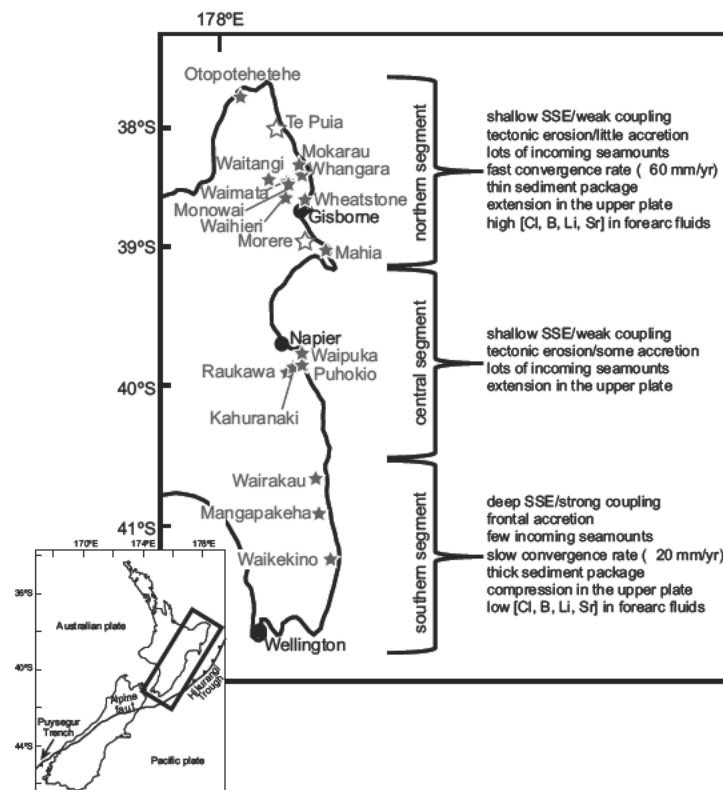 178ºE
Otopotehetehe
38ºS
Te Puia
Mokarau
Waitangi
Whangara
Waimata
Wheatstone
Monowai
Gisborne
Waihieri
Morere
39ºS
Mahia
northern segment
shallow SSE/weak coupling
tectonic erosion/little accretion
lots of incoming seamounts
fast convergence rate ( 60 mm/yr)
thin sediment package
extension in the upper plate
high [Cl, B, Li, Sr] in forearc fluids
Napier
Waipuka
Raukawa
Puhokio
40ºS
Kahuranaki
central segment
shallow SSE/weak coupling
tectonic erosion/some accretion
lots of incoming seamounts
extension in the upper plate
Wairakau
Mangapakeha
41ºS
Waikekino
Wellington
southern segment
deep SSE/strong coupling
frontal accretion
few incoming seamounts
slow convergence rate ( 20 mm/yr)
thick sediment package
compression in the upper plate
low [Cl, B, Li, Sr] in forearc fluids
170ºE
174ºE
178ºE
36ºS
Australian plate
40ºS
Hikurangi
Trough
Alpine
fault
Puysegur
Trench
44ºS
Pacific plate